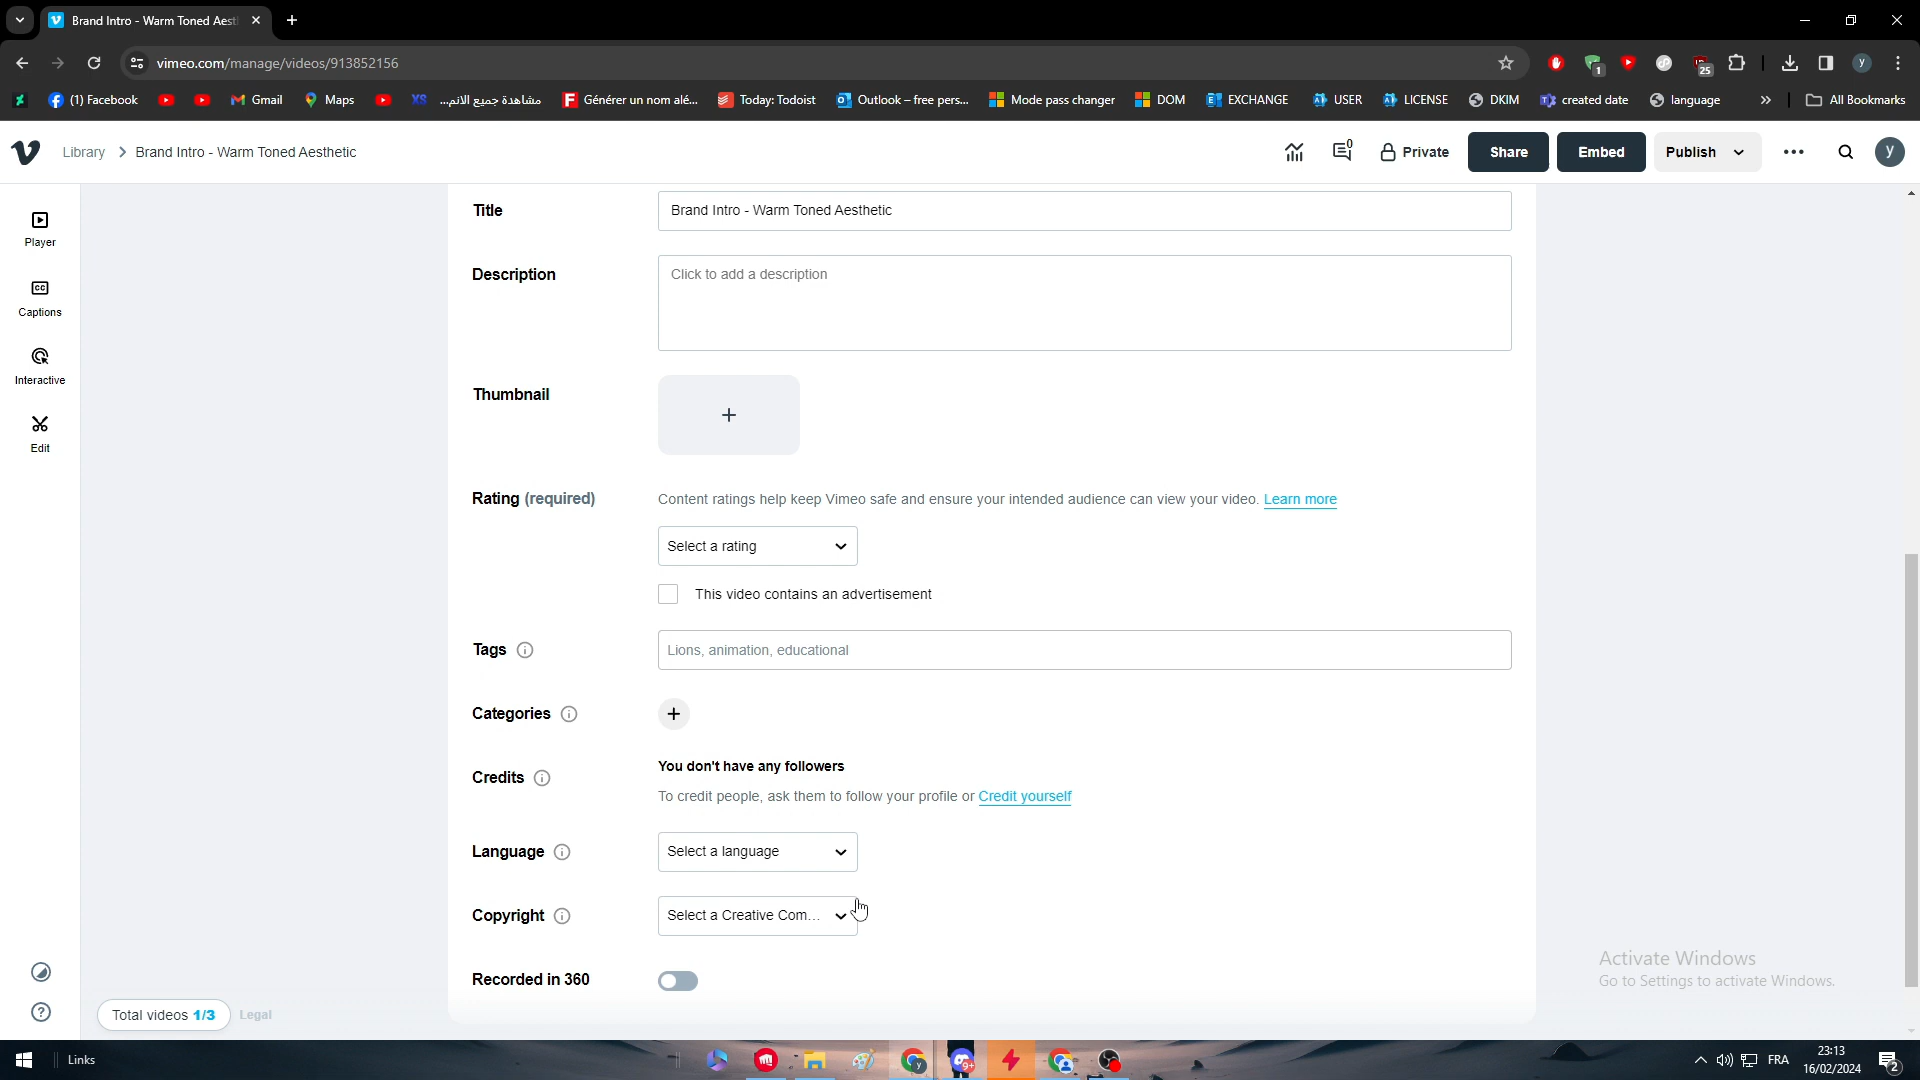 Brand Intro - Warm Toned Aest
vimeo.com/manage/videos/913852156
1
25
y
(1) Facebook
Gmail
Maps
مشاهدة جميع الانم...
Générer un nom alé...
Today: Todoist
Outlook – free pers...
Mode pass changer
DOM
EXCHANGE
USER
LICENSE
DKIM
created date
language
»
All Bookmarks
Library > Brand Intro - Warm Toned Aesthetic
0
Private
Share
Embed
Publish
y
Player
Captions
Interactive
Edit
Title
Brand Intro - Warm Toned Aesthetic
Description
Click to add a description
Thumbnail
+
Rating (required)
Content ratings help keep Vimeo safe and ensure your intended audience can view your video. Learn more
Select a rating
This video contains an advertisement
Tags
Lions, animation, educational
Categories
+
Credits
You don't have any followers
To credit people, ask them to follow your profile or Credit yourself
Language
Select a language
Copyright
Select a Creative Com...
Recorded in 360
Activate Windows
Go to Settings to activate Windows.
Total videos 1/3
Legal
Links
9+
FRA
23:13
16/02/2024
2